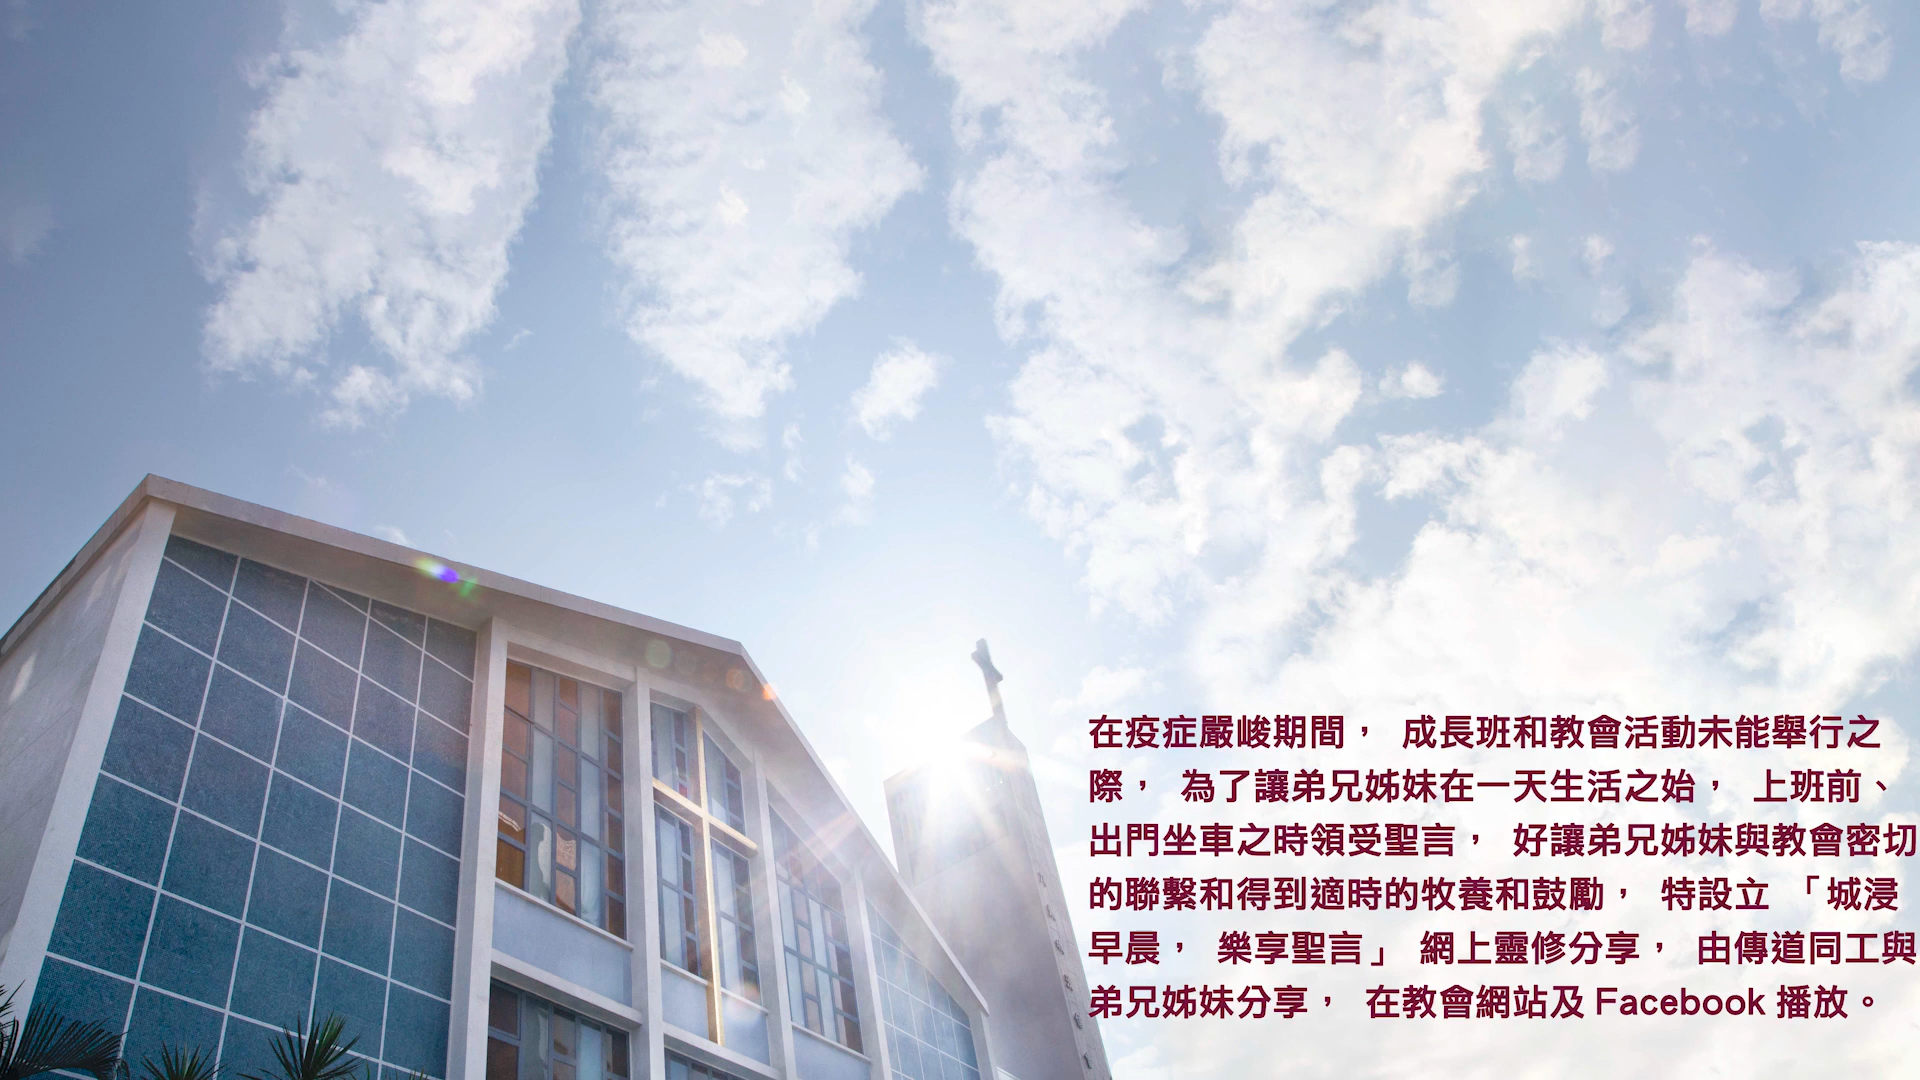 在疫症嚴峻期間， 成長班和教會活動未能舉行之
際， 為了讓弟兄姊妹在一天生活之始， 上班前、
出門坐車之時領受聖言， 好讓弟兄姊妹與教會密切
的聯繫和得到適時的牧養和鼓勵， 特設立 「城浸
早晨， 樂享聖言」 網上靈修分享， 由傳道同工與
弟兄姊妹分享， 在教會網站及 Facebook 播放。